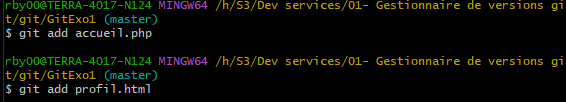 rby00@TERRA-4017-N124 MINGW64 /h/S3/Dev services/01- Gestionnaire de versions gi
t/git/GitExo1 (master)
$ git add accueil.php
rby00@TERRA-4017-N124 MINGW64 /h/S3/Dev services/01- Gestionnaire de versions gi
t/git/GitExo1 (master)
$ git add profil.html